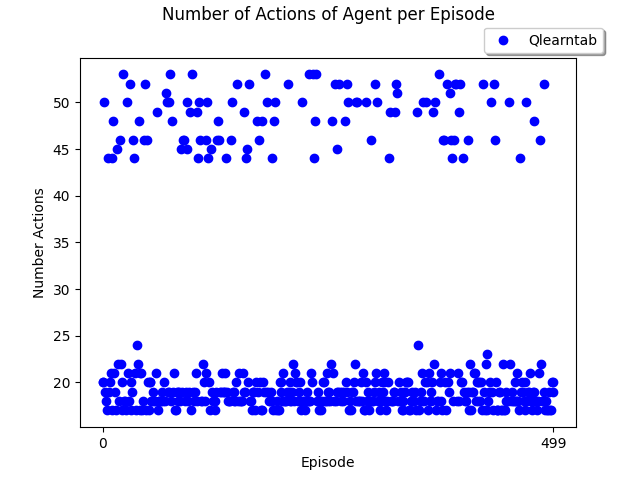 Number of Actions of Agent per Episode
Qlearntab
50
45
40
35
30
25
20
Number Actions
0 499
Episode